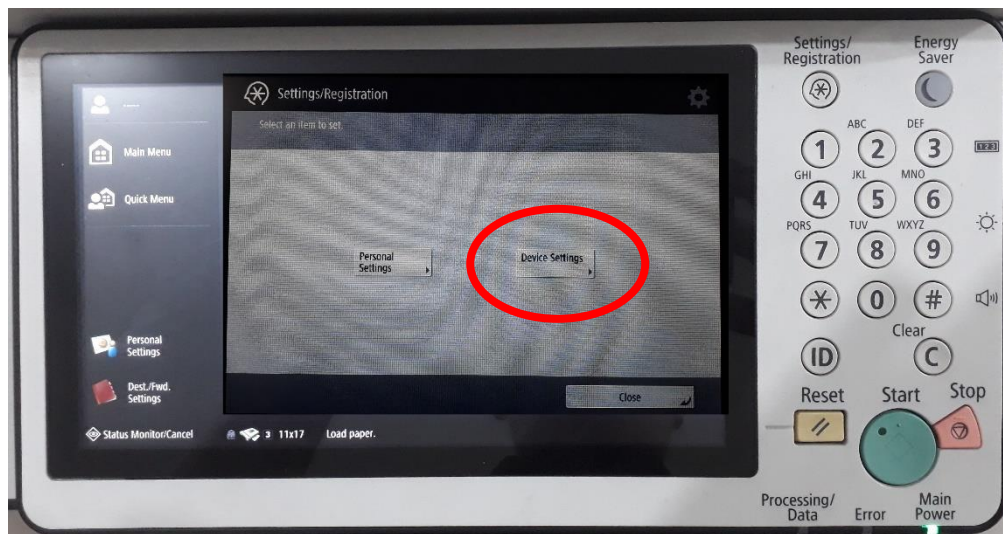 Settings/Registration
Select an item to set.
----
Main Menu
Quick Menu
Personal
Settings
Device Settings
Personal
Settings
Dest./Fwd.
Settings
Close
Status Monitor/Cancel
3 11x17 Load paper.
Settings/
Registration
Energy
Saver
ABC DEF
1 2 3
123
GHI JKL MNO
4 5 6
PQRS TUV WXYZ
7 8 9
* 0 #
Clear
ID C
Reset Start Stop
Processing/
Data
Error
Main
Power